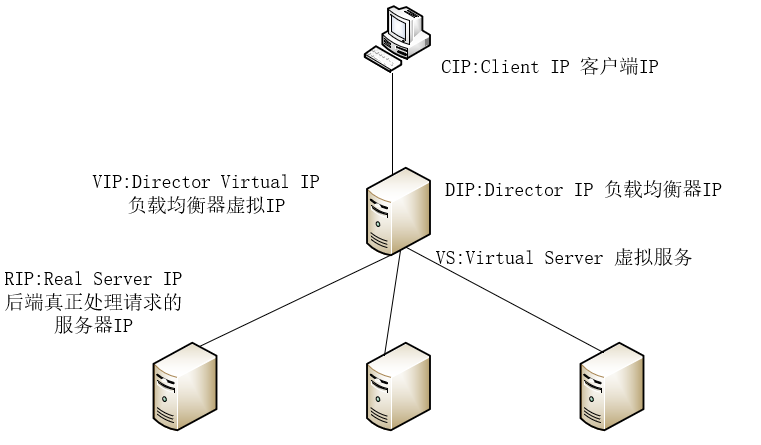 CIP:Client IP 客户端IP
VIP:Director Virtual IP
负载均衡器虚拟IP
DIP:Director IP 负载均衡器IP
VS:Virtual Server 虚拟服务
RIP:Real Server IP
后端真正处理请求的
服务器IP